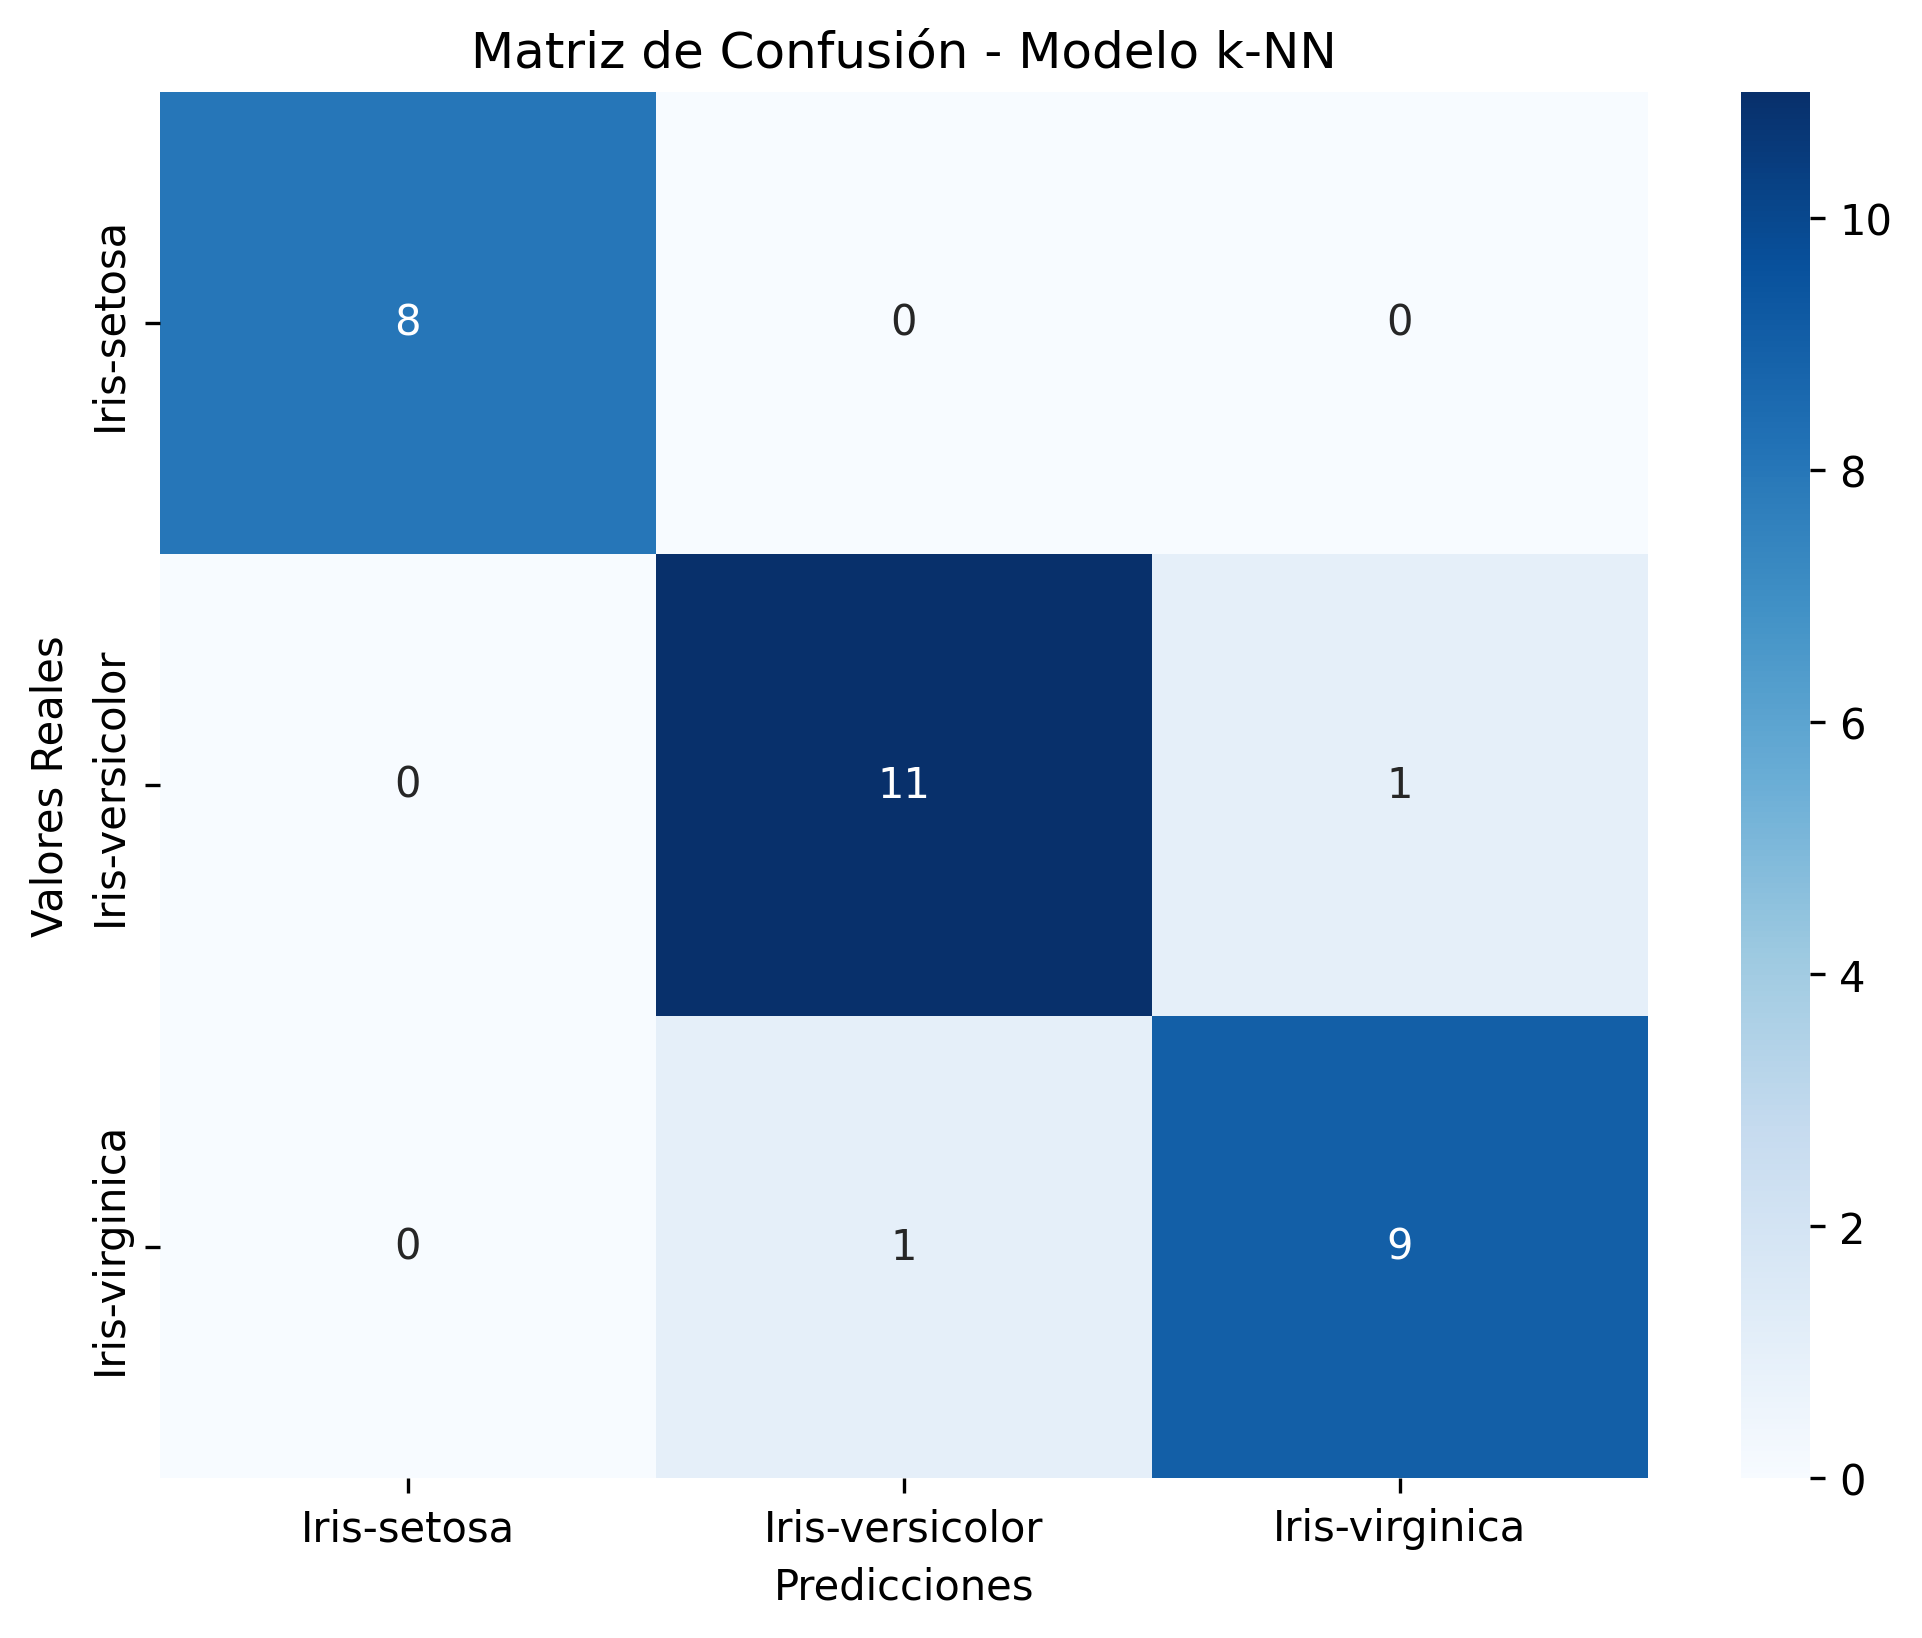 Matriz de Confusión - Modelo k-NN
Valores Reales
Iris-setosa
8 0 0
Iris-versicolor
0 11 1
Iris-virginica
0 1 9
Iris-setosa Iris-versicolor Iris-virginica
Predicciones
10
8
6
4
2
0